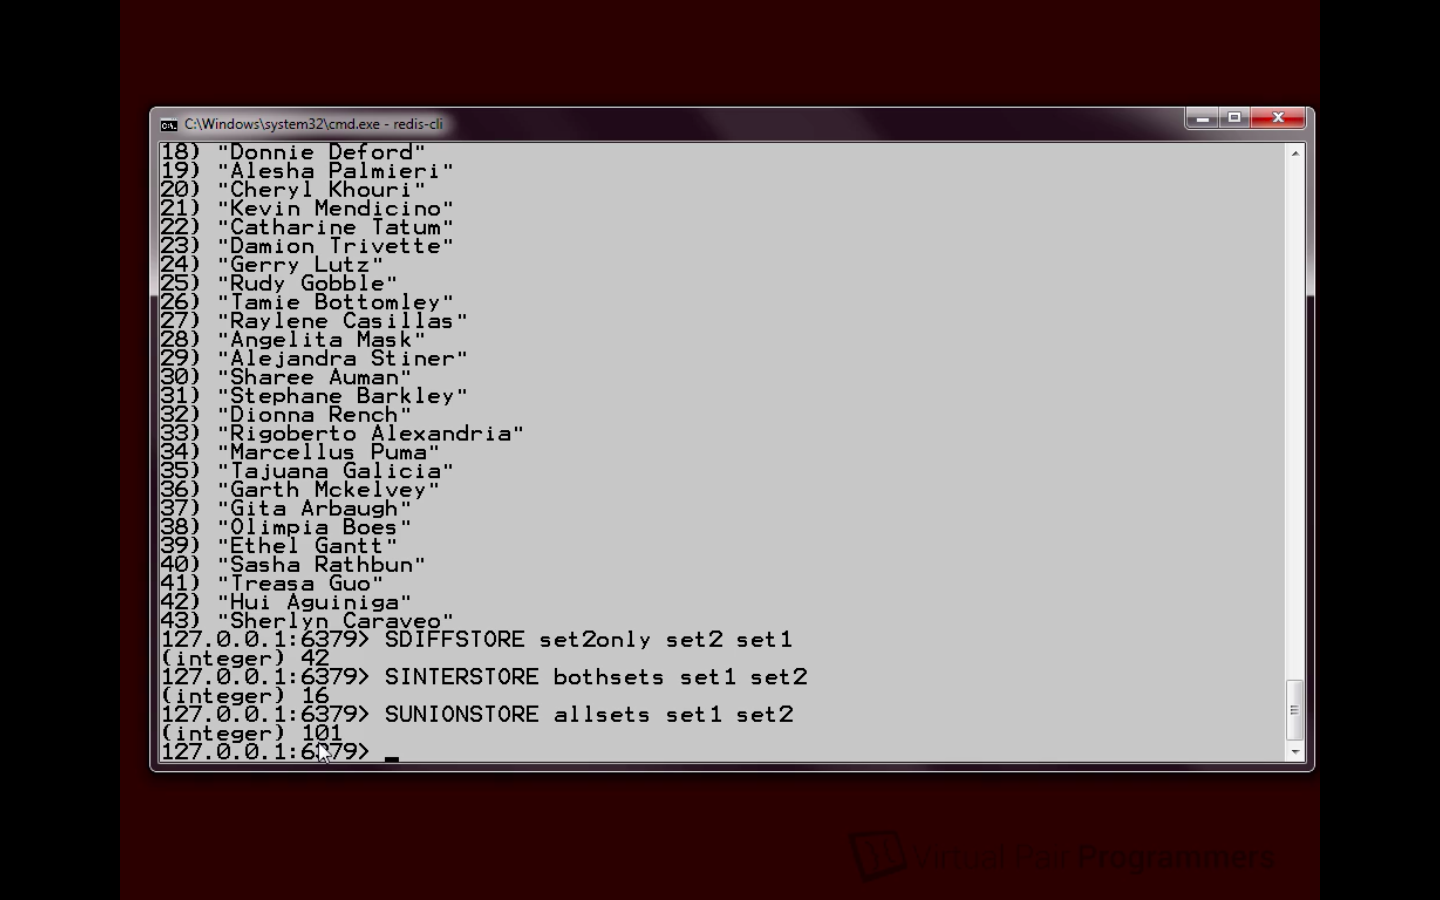 C:\Windows\system32\cmd.exe - redis-cli
18) "Donnie Deford"
19) "Alesha Palmieri"
20) "Cheryl Khouri"
21) "Kevin Mendicino"
22) "Catharine Tatum"
23) "Damion Trivette"
24) "Gerry Lutz"
25) "Rudy Gobble"
26) "Tamie Bottomley"
27) "Raylene Casillas"
28) "Angelita Mask"
29) "Alejandra Stiner"
30) "Sharee Auman"
31) "Stephane Barkley"
32) "Dionna Rench"
33) "Rigoberto Alexandria"
34) "Marcellus Puma"
35) "Tajuana Galicia"
36) "Garth Mckelvey"
37) "Gita Arbaugh"
38) "Olimpia Boes"
39) "Ethel Gantt"
40) "Sasha Rathbun"
41) "Treasa Guo"
42) "Hui Aguiniga"
43) "Sherlyn Caraveo"
127.0.0.1:6379> SDIFFSTORE set2only set2 set1
(integer) 42
127.0.0.1:6379> SINTERSTORE bothsets set1 set2
(integer) 16
127.0.0.1:6379> SUNIONSTORE allsets set1 set2
(integer) 101
127.0.0.1:6379>
Virtual Pair Programmers